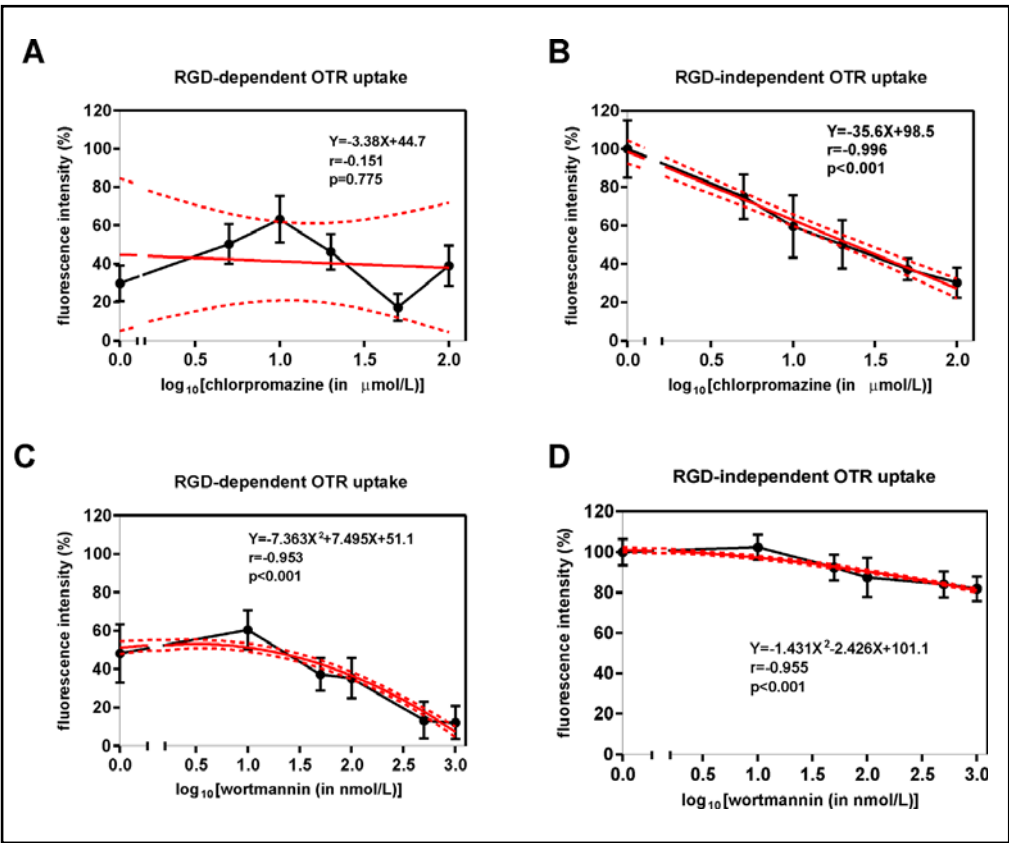 A
RGD-dependent OTR uptake
120
100
80
60
40
20
0
fluorescence intensity (%)
Y=-3.38X+44.7
r=-0.151
p=0.775
0.0 0.5 1.0 1.5 2.0
log10[chlorpromazine (in μmol/L)]
B
RGD-independent OTR uptake
120
100
80
60
40
20
0
fluorescence intensity (%)
Y=-35.6X+98.5
r=-0.996
p<0.001
0.0 0.5 1.0 1.5 2.0
log10[chlorpromazine (in μmol/L)]
C
RGD-dependent OTR uptake
120
100
80
60
40
20
0
fluorescence intensity (%)
Y=-7.363X2+7.495X+51.1
r=-0.953
p<0.001
0.0 0.5 1.0 1.5 2.0 2.5 3.0
log10[wortmannin (in nmol/L)]
D
RGD-independent OTR uptake
120
100
80
60
40
20
0
fluorescence intensity (%)
Y=-1.431X2-2.426X+101.1
r=-0.955
p<0.001
0.0 0.5 1.0 1.5 2.0 2.5 3.0
log10[wortmannin (in nmol/L)]